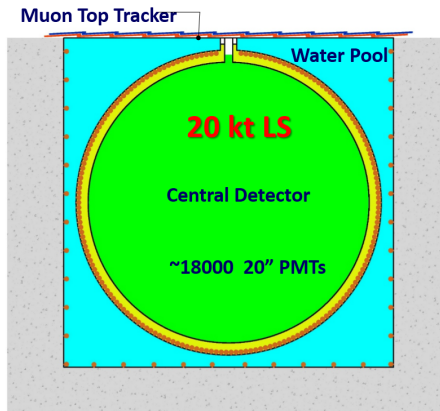 Muon Top Tracker
Water Pool
20 kt LS
Central Detector
~18000 20” PMTs